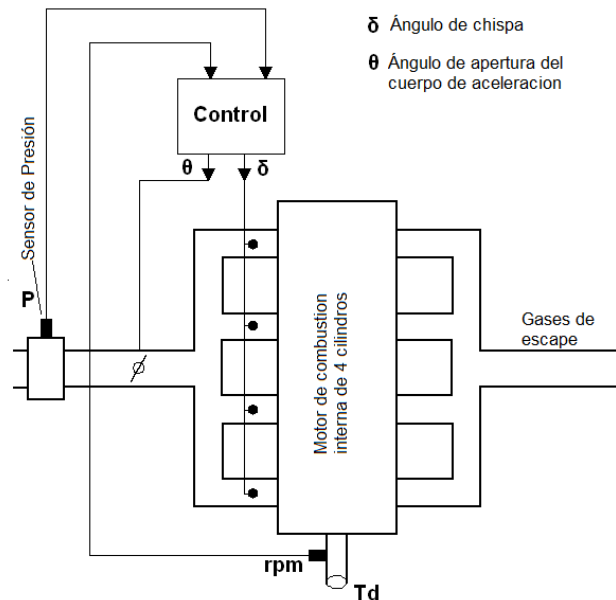 δ Ángulo de chispa
θ Ángulo de apertura del
cuerpo de aceleracion
Control
θ
δ
Sensor de Presión
P
Motor de combustion
interna de 4 cilindros
Gases de
escape
rpm
Td